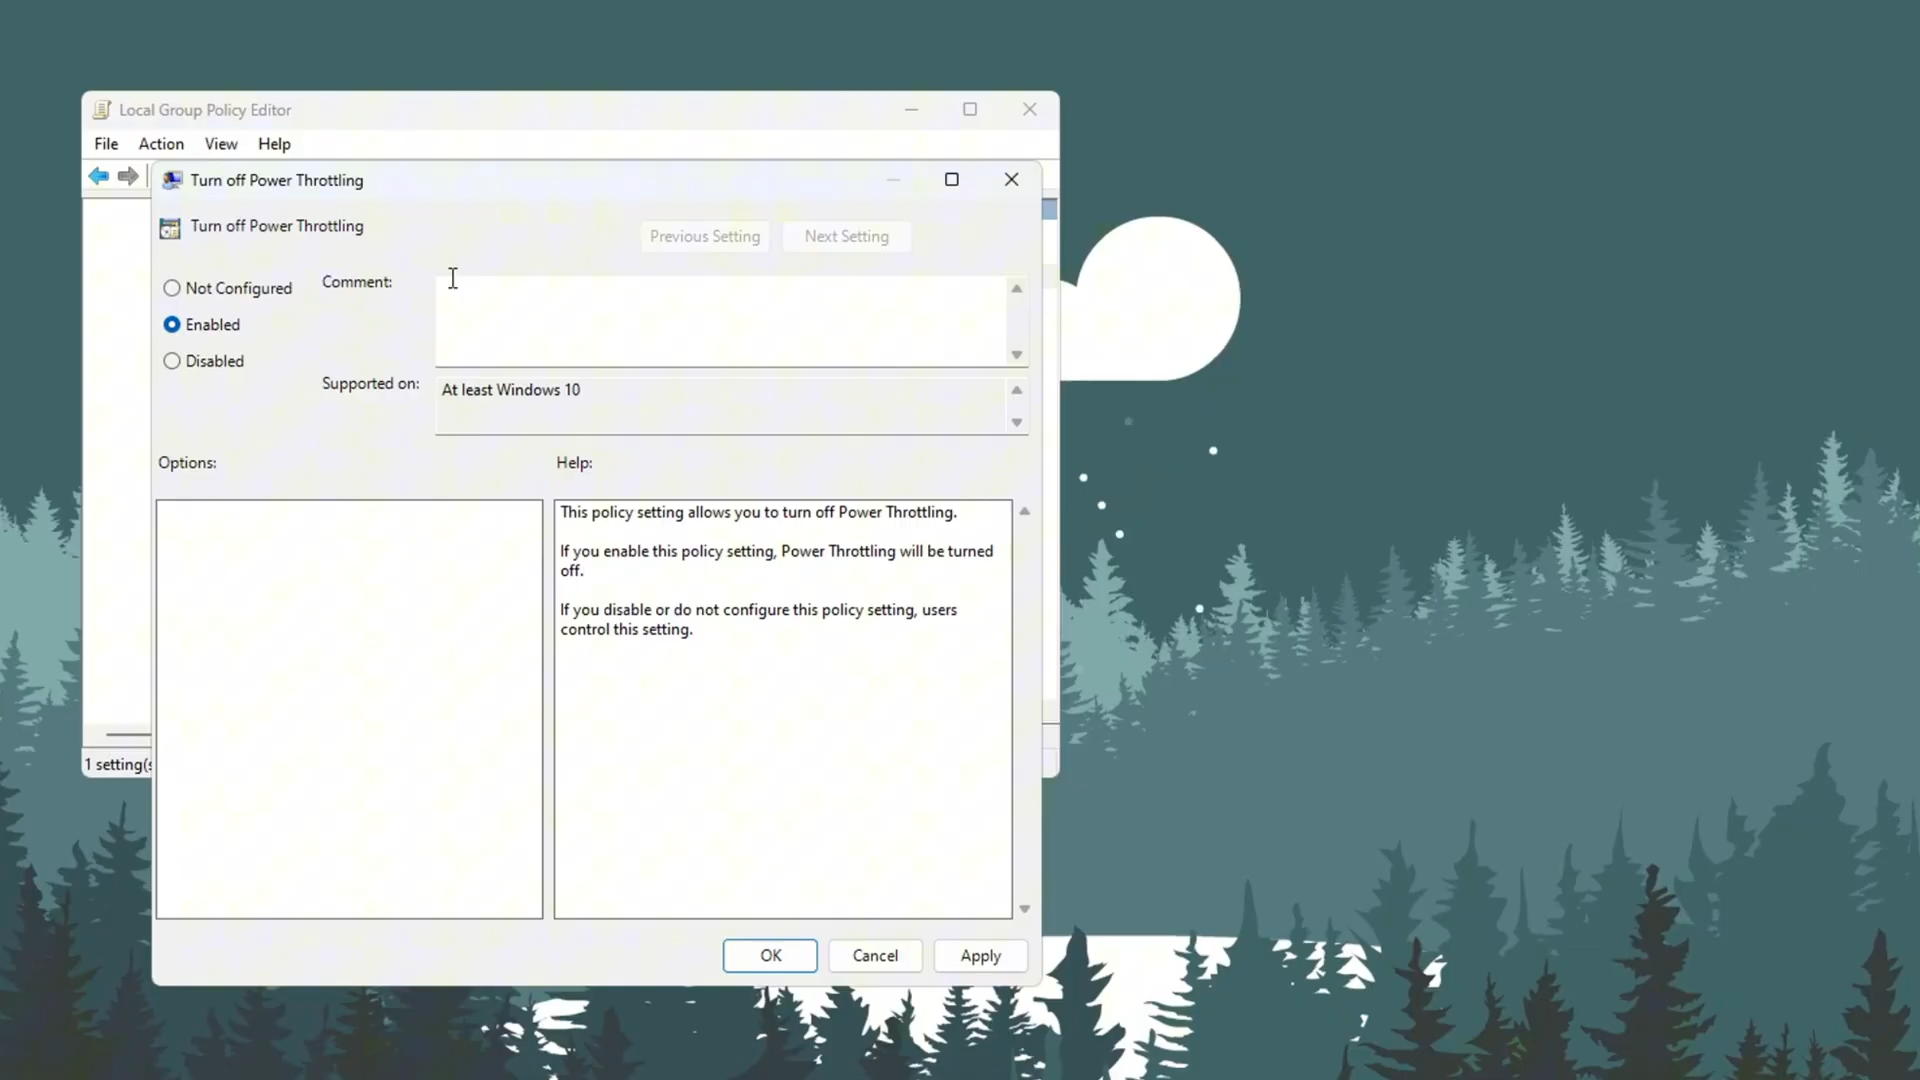 Local Group Policy Editor
File Action View Help
Turn off Power Throttling
Turn off Power Throttling
Previous Setting Next Setting
Not Configured
Comment:
Enabled
Disabled
Supported on:
At least Windows 10
Options:
Help:
This policy setting allows you to turn off Power Throttling.
If you enable this policy setting, Power Throttling will be turned
off.
If you disable or do not configure this policy setting, users
control this setting.
1 setting(s
OK Cancel Apply